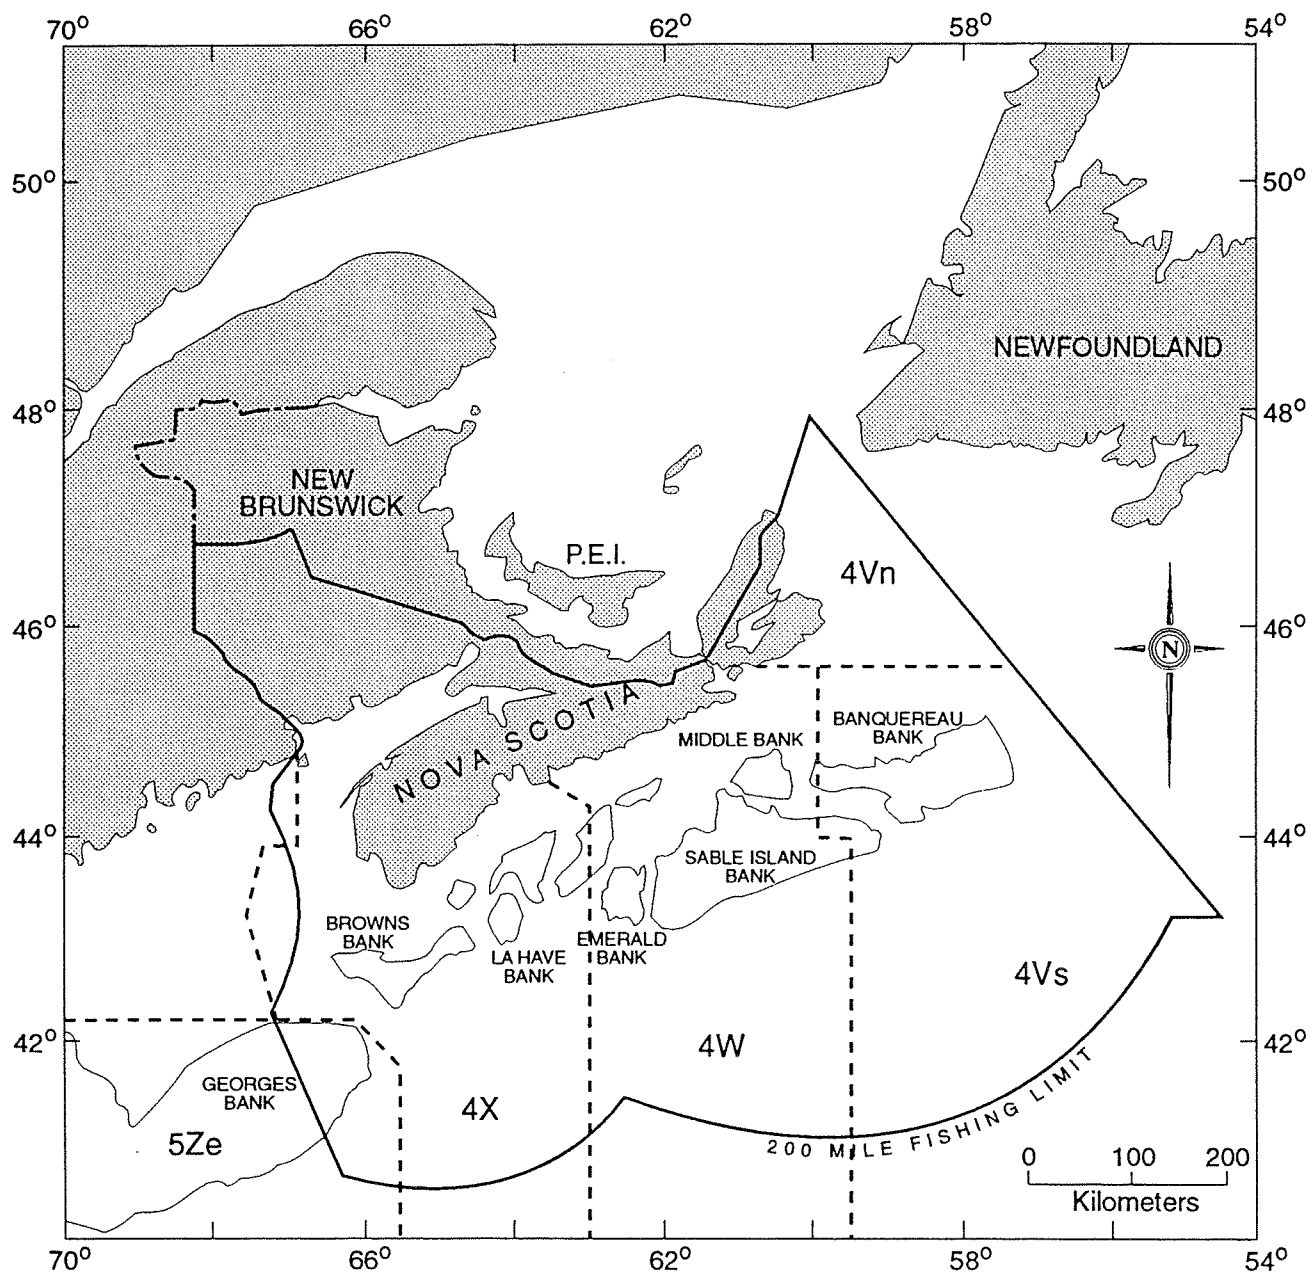 70° 66° 62° 58° 54°
50° 50°
NEWFOUNDLAND
48° 48°
NEW
BRUNSWICK
P.E.I.
4Vn
46° 46°
N
NOVA SCOTIA
BANQUEREAU
BANK
MIDDLE BANK
44° 44°
SABLE ISLAND
BANK
BROWNS
BANK
LA HAVE
BANK
EMERALD
BANK
4Vs
42° 42°
4W
GEORGES
BANK
4X
5Ze
200 MILE FISHING LIMIT
0 100 200
Kilometers
70° 66° 62° 58° 54°